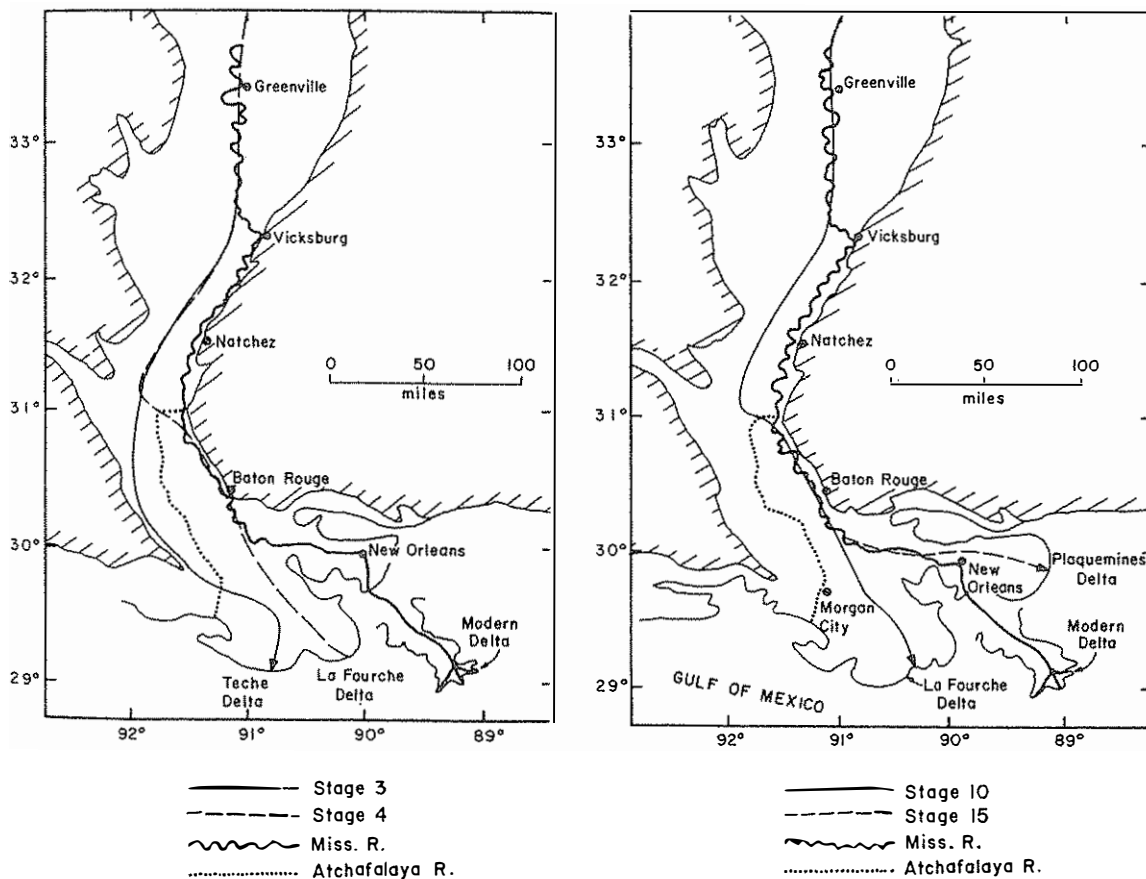 Greenville
33°
Vicksburg
32°
Natchez
0 50 100
miles
31°
Baton Rouge
30°
New Orleans
Modern
Delta
Teche
Delta
La Fourche
Delta
29°
92° 91° 90° 89°
Stage 3
Stage 4
Miss. R.
Atchafalaya R.
Greenville
33°
Vicksburg
32°
Natchez
0 50 100
miles
31°
Baton Rouge
30°
New
Orleans
Plaquemines
Delta
Morgan
City
Modern
Delta
La Fourche
Delta
GULF OF MEXICO
29°
92° 91° 90° 89°
Stage 10
Stage 15
Miss. R.
Atchafalaya R.